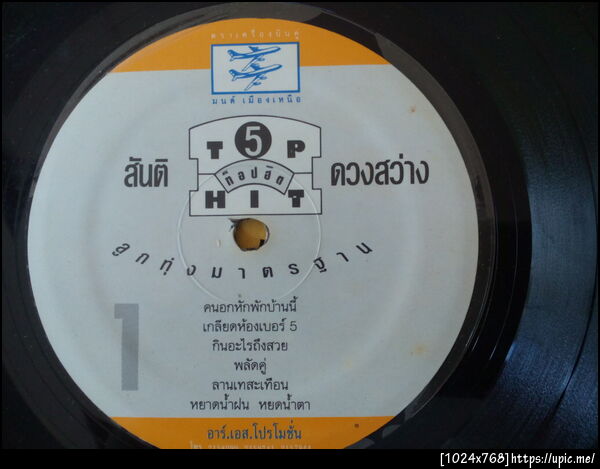 ตราเครื่องบินคู่
มนต์ เมืองเหนือ
5
TOP
สันติ ท็อปฮิต ดวงสว่าง
HIT
ลูกทุ่งมาตรฐาน
1
คนอกหักพักบ้านนี้
เกลียดห้องเบอร์ 5
กินอะไรถึงสวย
พลัดคู่
ลานเทสะเทือน
หยาดน้ำฝน หยดน้ำตา
อาร์.เอส.โปรโมชั่น
โทร.
[1024x768]https://upic.me/